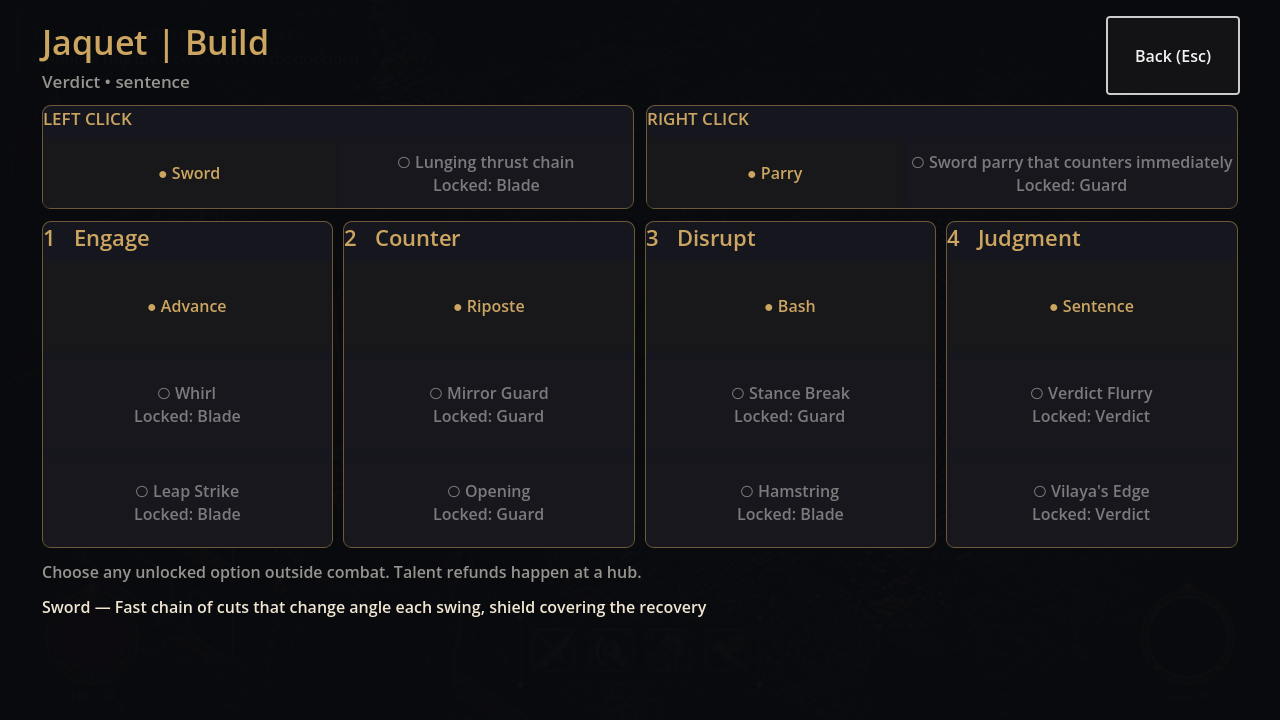 Jaquet | Build
Back (Esc)
Verdict • sentence
LEFT CLICK
● Sword
○ Lunging thrust chain
Locked: Blade
RIGHT CLICK
● Parry
○ Sword parry that counters immediately
Locked: Guard
1 Engage
● Advance
○ Whirl
Locked: Blade
○ Leap Strike
Locked: Blade
2 Counter
● Riposte
○ Mirror Guard
Locked: Guard
○ Opening
Locked: Guard
3 Disrupt
● Bash
○ Stance Break
Locked: Guard
○ Hamstring
Locked: Blade
4 Judgment
● Sentence
○ Verdict Flurry
Locked: Verdict
○ Vilaya's Edge
Locked: Verdict
Choose any unlocked option outside combat. Talent refunds happen at a hub.
Sword — Fast chain of cuts that change angle each swing, shield covering the recovery